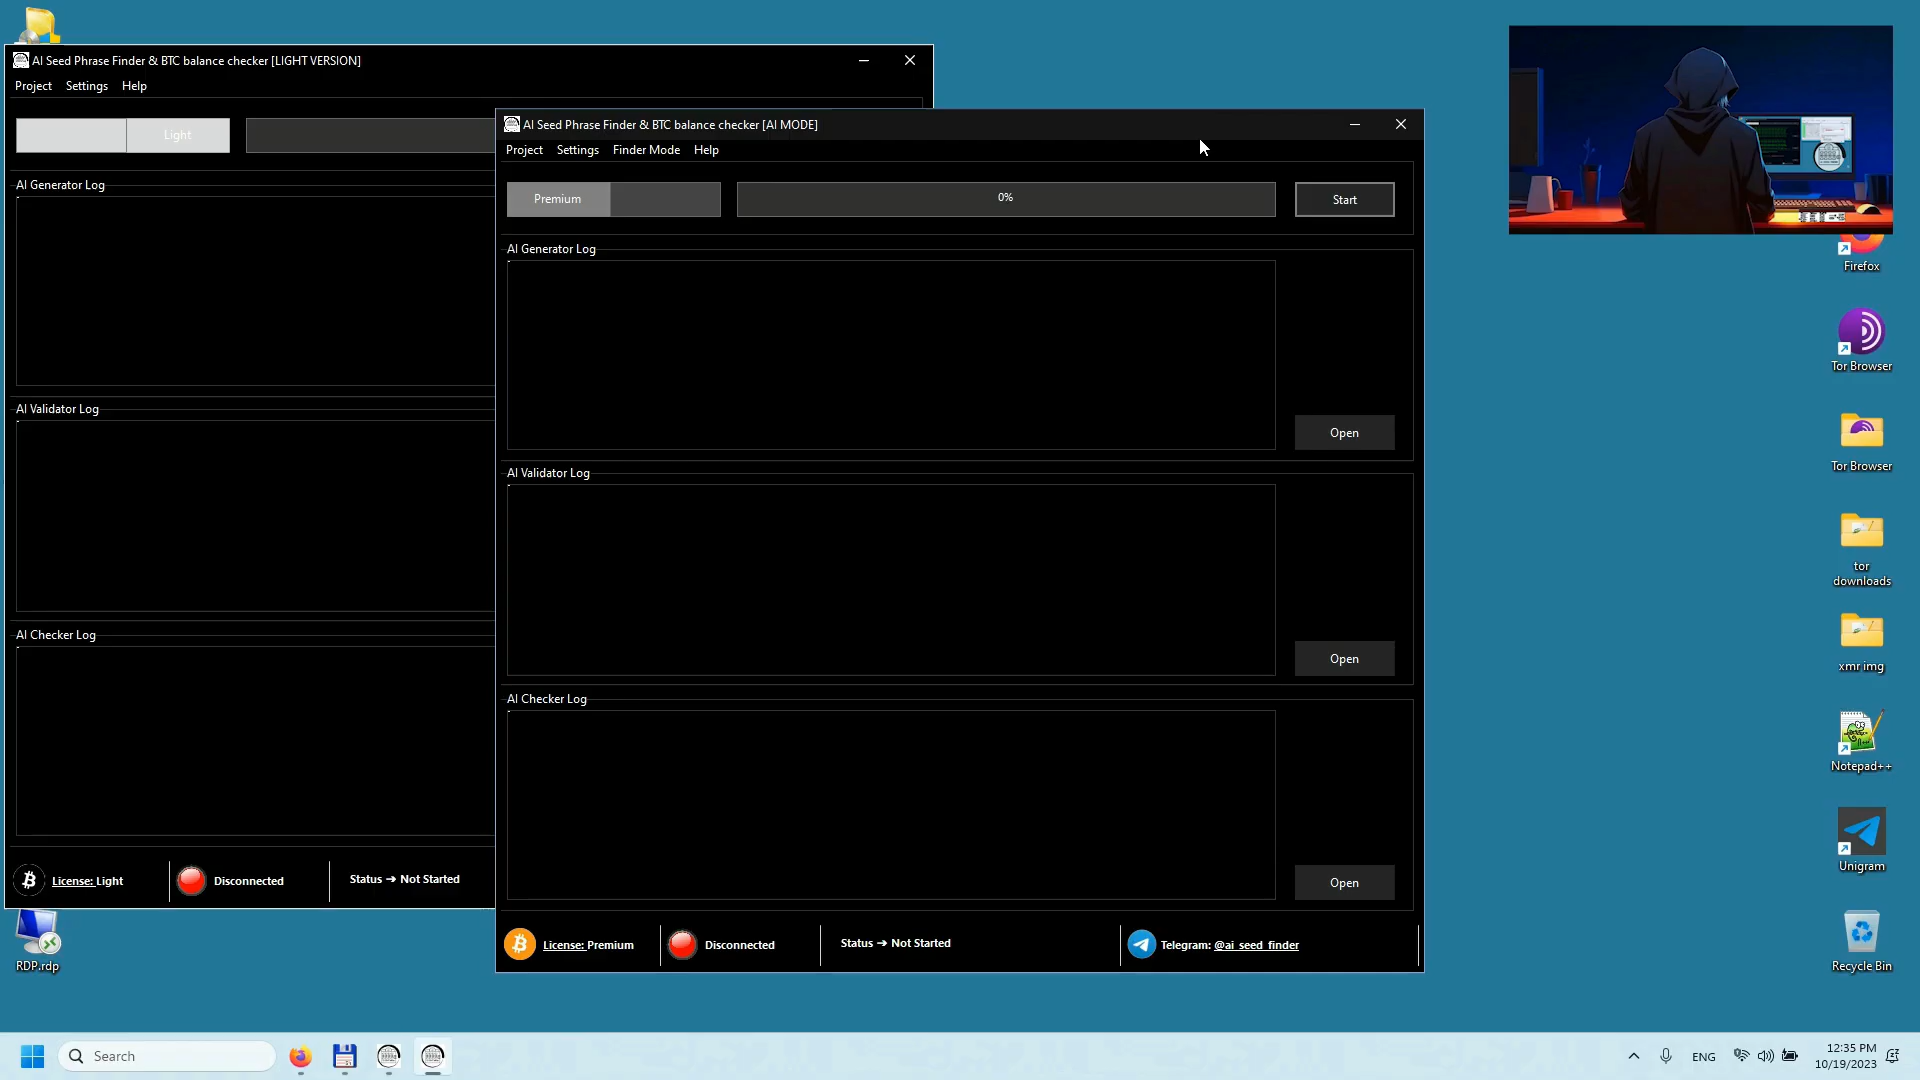 AI Seed Phrase Finder & BTC balance checker [LIGHT VERSION]
Project Settings Help
Light
AI Generator Log
AI Validator Log
AI Checker Log
License: Light
Disconnected
Status ➔ Not Started
AI Seed Phrase Finder & BTC balance checker [AI MODE]
Project Settings Finder Mode Help
Premium
0%
Start
AI Generator Log
Open
AI Validator Log
Open
AI Checker Log
Open
License: Premium
Disconnected
Status ➔ Not Started
Telegram: @ai_seed_finder
RDP.rdp
Firefox
Tor Browser
Tor Browser
tor
downloads
xmr img
Notepad++
Unigram
Recycle Bin
Search
ENG
12:35 PM
10/19/2023